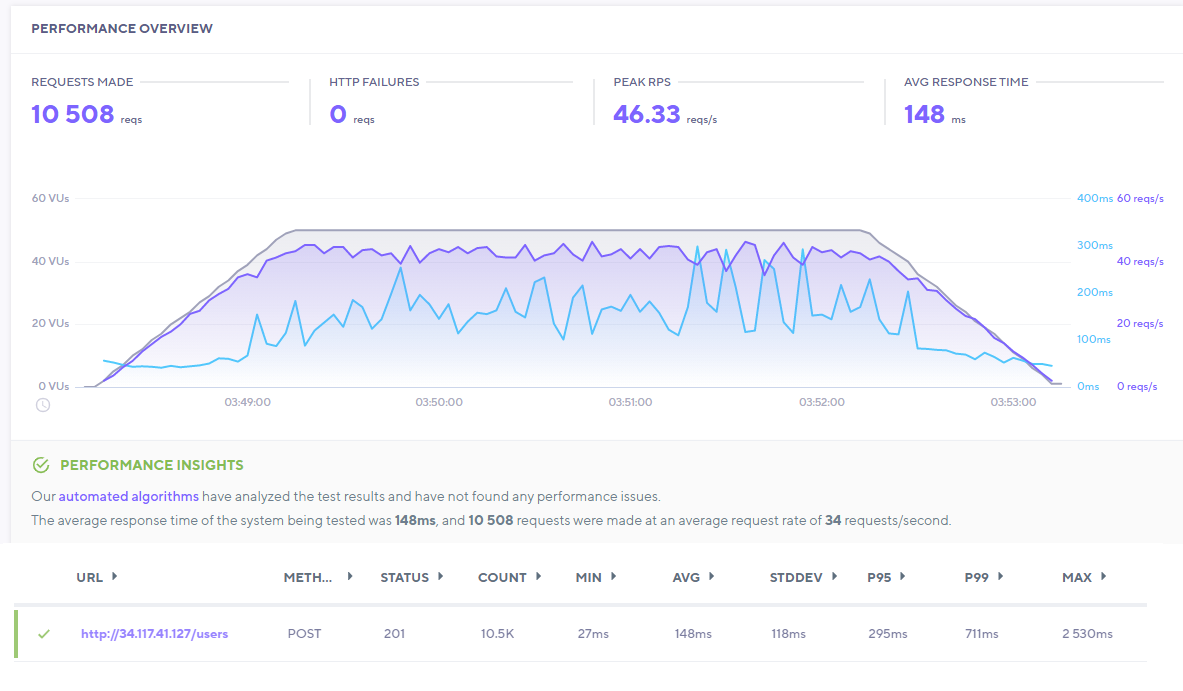 PERFORMANCE OVERVIEW
REQUESTS MADE
10 508 reqs
HTTP FAILURES
0 reqs
PEAK RPS
46.33 reqs/s
AVG RESPONSE TIME
148 ms
60 VUs 400ms 60 reqs/s
300ms
40 VUs 40 reqs/s
200ms
20 VUs 20 reqs/s
100ms
0 VUs 0ms 0 reqs/s
03:49:00 03:50:00 03:51:00 03:52:00 03:53:00
PERFORMANCE INSIGHTS
Our automated algorithms have analyzed the test results and have not found any performance issues.
The average response time of the system being tested was 148ms, and 10 508 requests were made at an average request rate of 34 requests/second.
URL METH... STATUS COUNT MIN AVG STDDEV P95 P99 MAX
http://34.117.41.127/users POST 201 10.5K 27ms 148ms 118ms 295ms 711ms 2 530ms